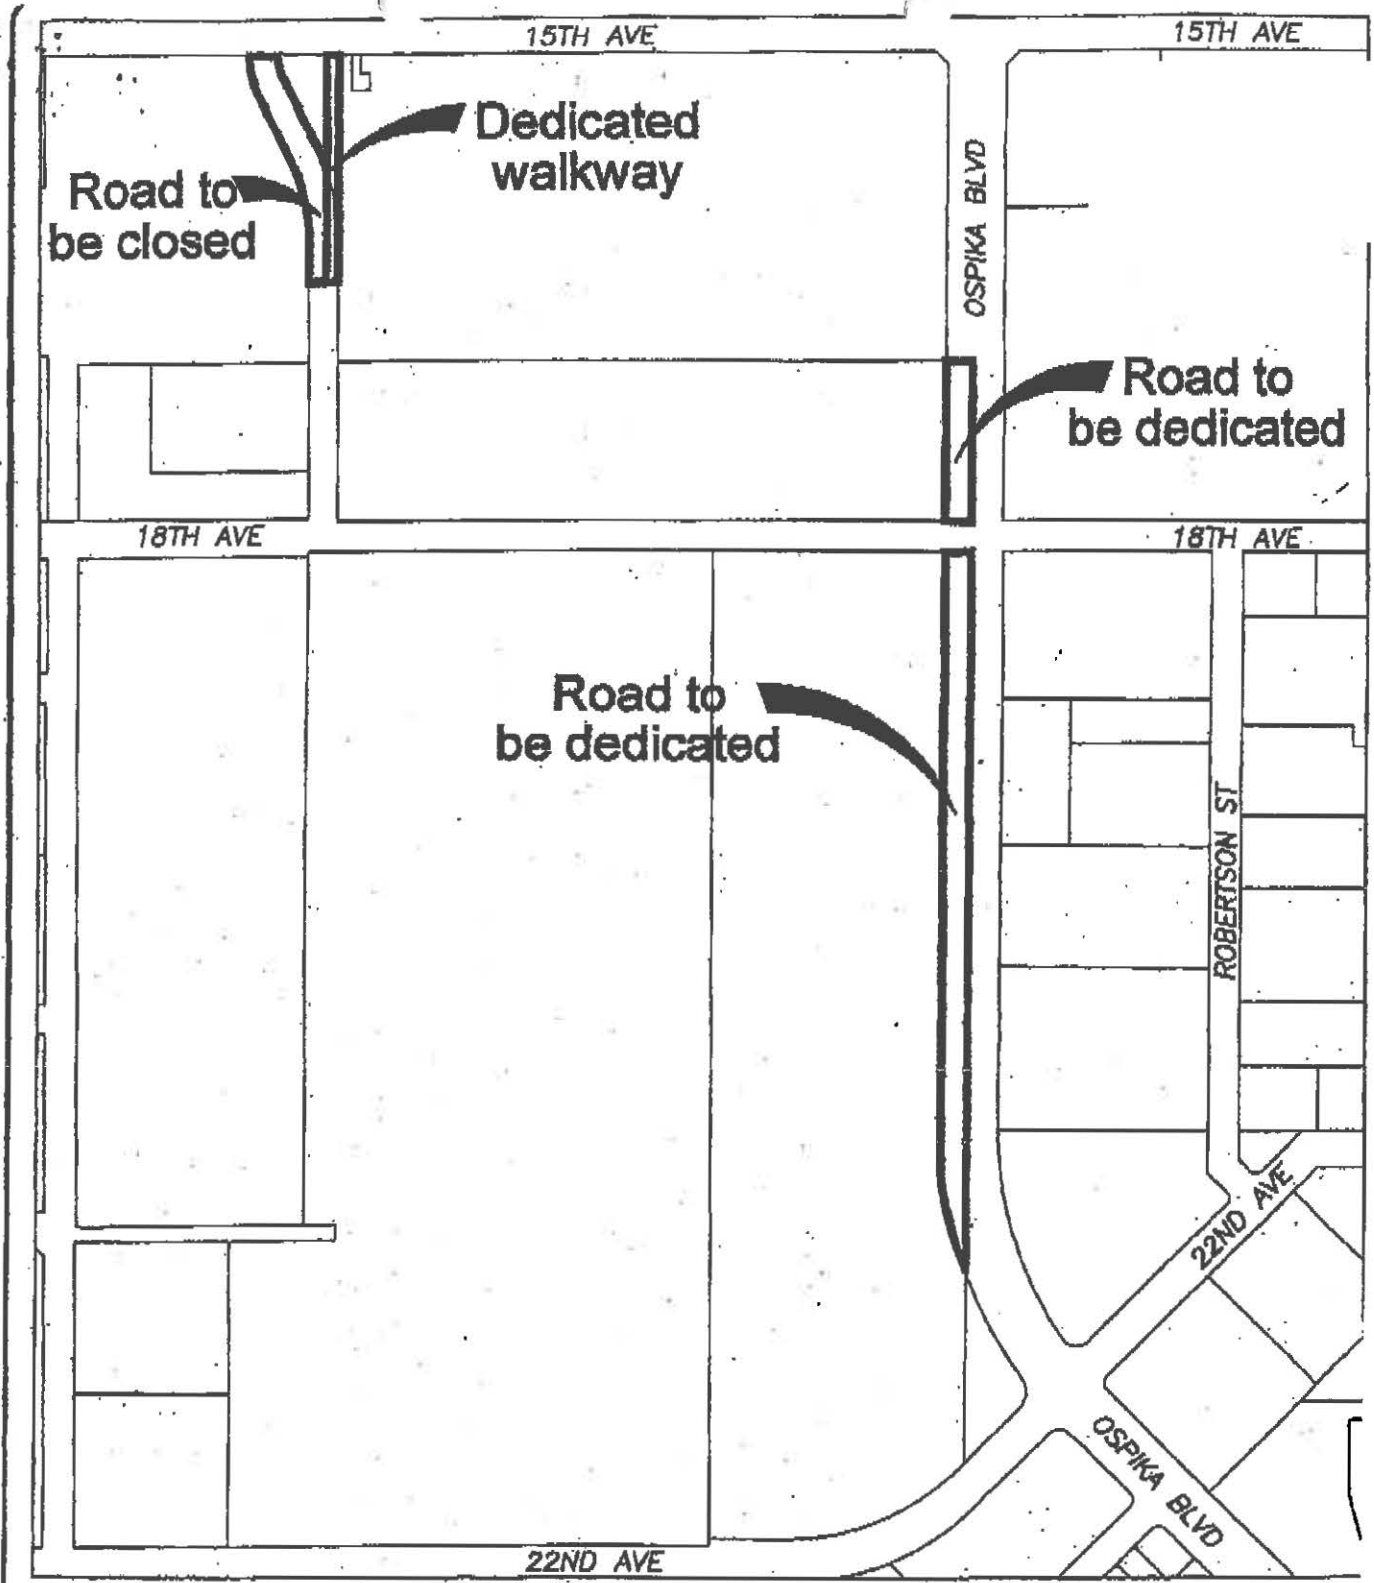 15TH AVE
15TH AVE
Dedicated
walkway
Road to
be closed
OSPIKA BLVD
Road to
be dedicated
18TH AVE
18TH AVE
Road to
be dedicated
ROBERTSON ST
22ND AVE
OSPIKA BLVD
22ND AVE